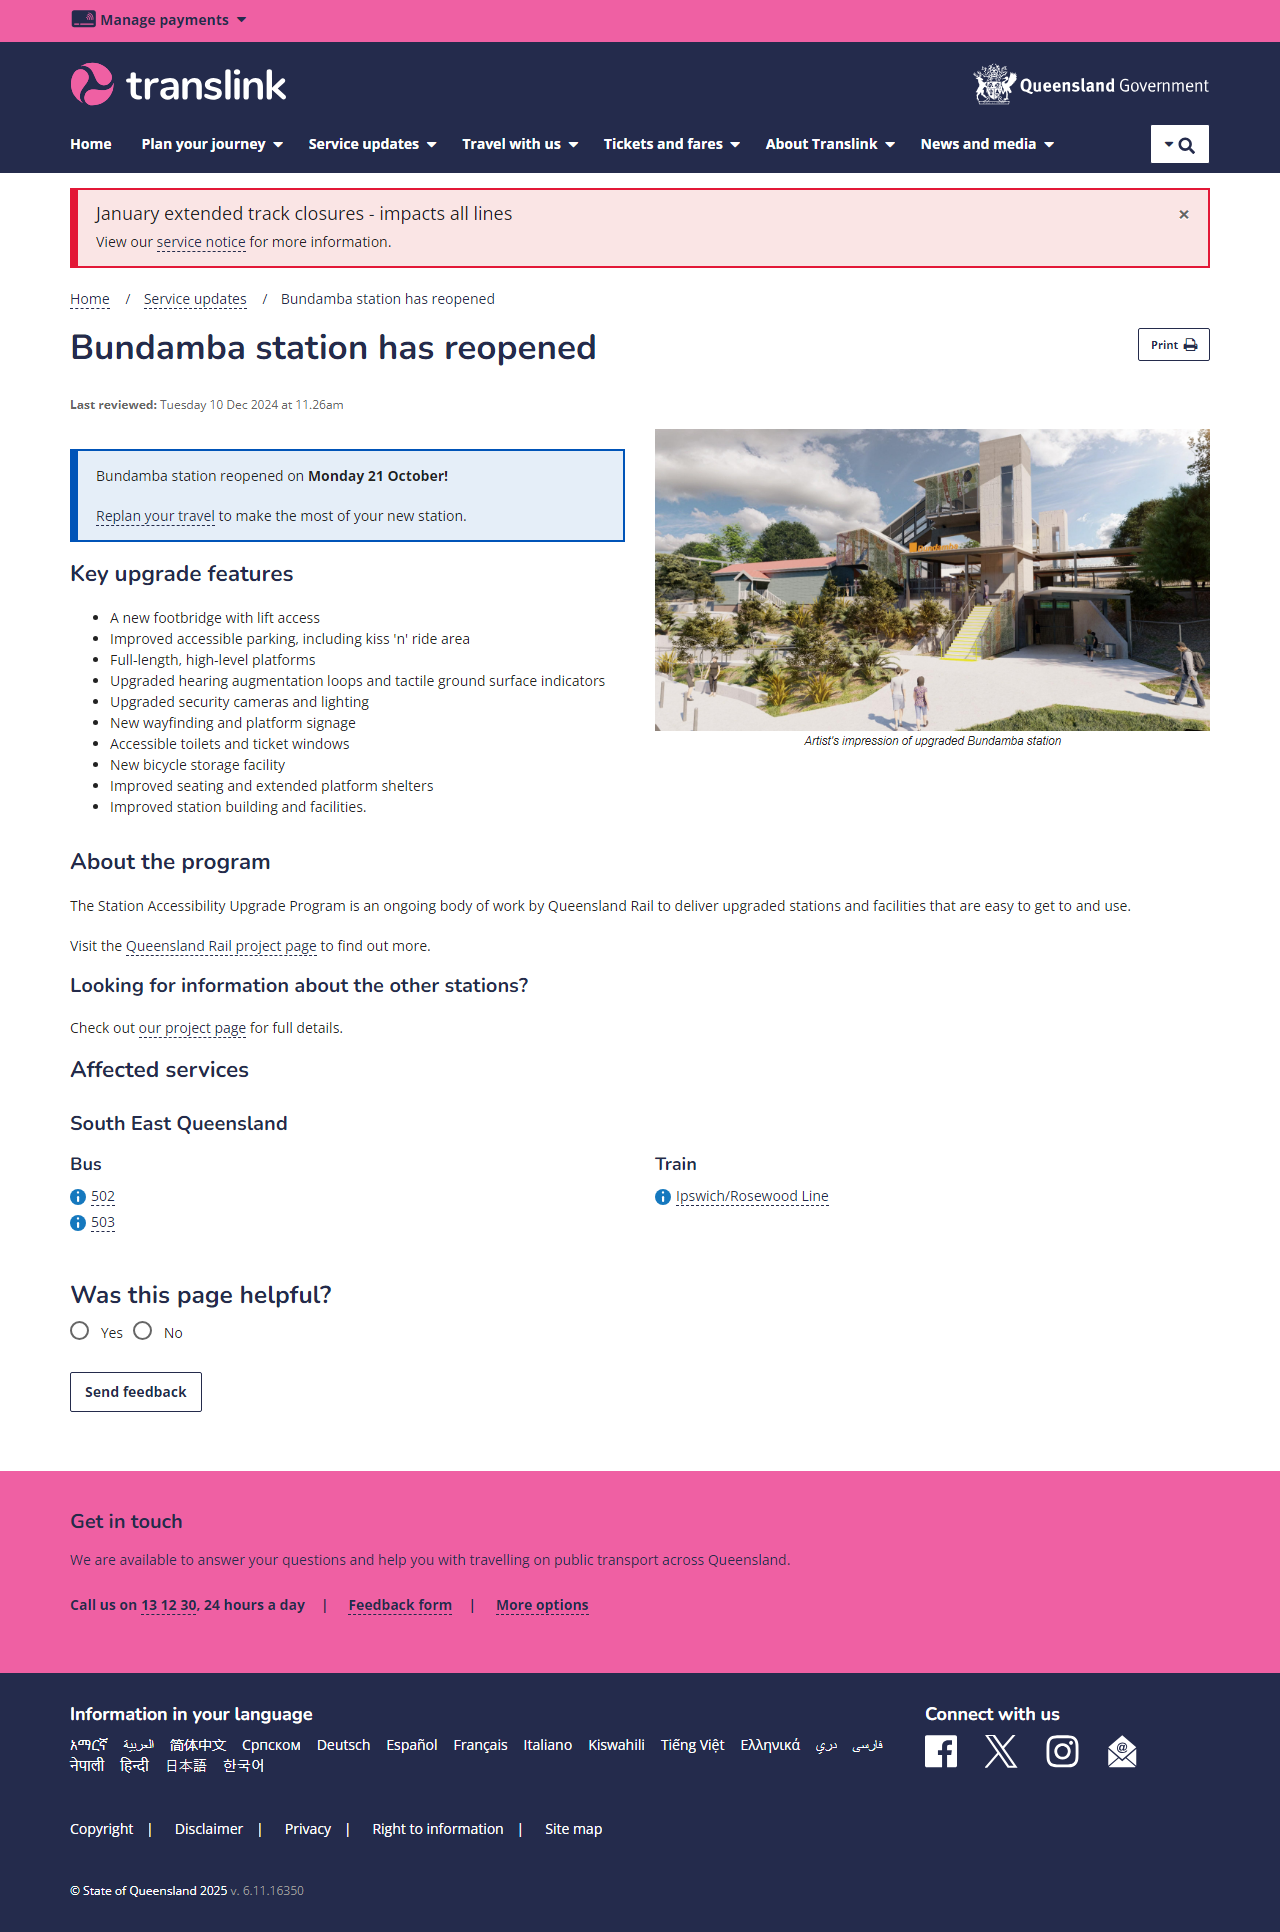 Manage payments
translink
Queensland Government
Home
Plan your journey
Service updates
Travel with us
Tickets and fares
About Translink
News and media
January extended track closures - impacts all lines
×
View our service notice for more information.
Home / Service updates / Bundamba station has reopened
Bundamba station has reopened
Print
Last reviewed: Tuesday 10 Dec 2024 at 11.26am
Bundamba station reopened on Monday 21 October!
Replan your travel to make the most of your new station.
Artist's impression of upgraded Bundamba station
Key upgrade features
• A new footbridge with lift access
• Improved accessible parking, including kiss 'n' ride area
• Full-length, high-level platforms
• Upgraded hearing augmentation loops and tactile ground surface indicators
• Upgraded security cameras and lighting
• New wayfinding and platform signage
• Accessible toilets and ticket windows
• New bicycle storage facility
• Improved seating and extended platform shelters
• Improved station building and facilities.
About the program
The Station Accessibility Upgrade Program is an ongoing body of work by Queensland Rail to deliver upgraded stations and facilities that are easy to get to and use.
Visit the Queensland Rail project page to find out more.
Looking for information about the other stations?
Check out our project page for full details.
Affected services
South East Queensland
Bus
502
503
Train
Ipswich/Rosewood Line
Was this page helpful?
Yes No
Send feedback
Get in touch
We are available to answer your questions and help you with travelling on public transport across Queensland.
Call us on 13 12 30, 24 hours a day | Feedback form | More options
Information in your language
አማርኛ العربية 简体中文 Српском Deutsch Español Français Italiano Kiswahili Tiếng Việt Ελληνικά دري فارسی
नेपाली हिन्दी 日本語 한국어
Connect with us
Copyright | Disclaimer | Privacy | Right to information | Site map
© State of Queensland 2025 v. 6.11.16350